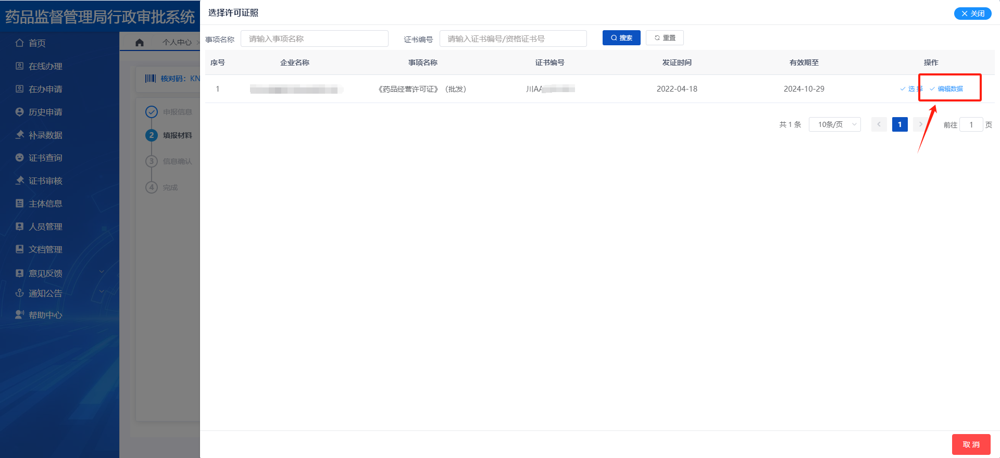 药品监督管理局行政审批系统
首页
在线办理
在办申请
历史申请
补录数据
证书查询
证书审核
主体信息
人员管理
文档管理
意见反馈
通知公告
帮助中心
个人中心
核对码：KN
申报信息
2 填报材料
3 信息确认
4 完成
选择许可证照
关闭
事项名称 请输入事项名称 证书编号 请输入证书编号/资格证书号 搜索 重置
序号 企业名称 事项名称 证书编号 发证时间 有效期至 操作
1 《药品经营许可证》（批发） 川AA 2022-04-18 2024-10-29 选择 编辑数据
共 1 条 10条/页 1 前往 1 页
取消